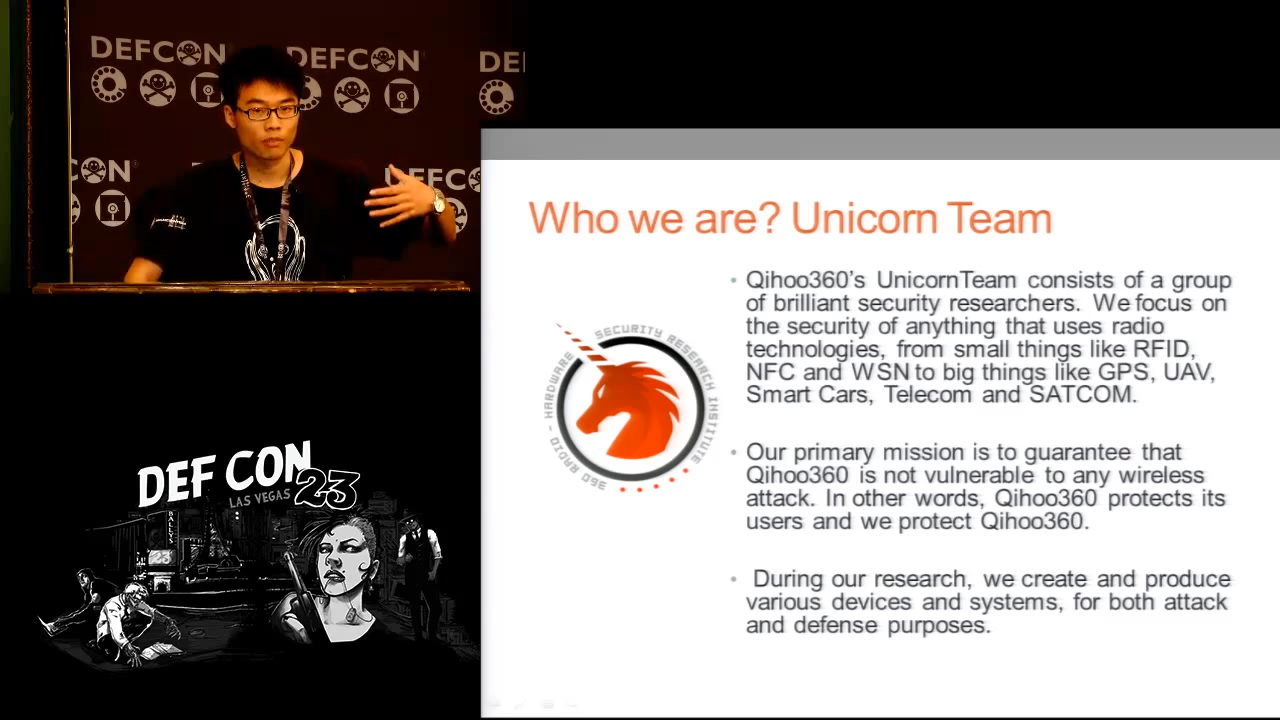 DEFCON DEFCON DE
CON DEFCO
DEF CON
LAS VEGAS 23
BALLYS
Who we are? Unicorn Team
SECURITY RESEARCH INSTITUTE
360 RADIO - HARDWARE
• Qihoo360's UnicornTeam consists of a group
of brilliant security researchers. We focus on
the security of anything that uses radio
technologies, from small things like RFID,
NFC and WSN to big things like GPS, UAV,
Smart Cars, Telecom and SATCOM.
• Our primary mission is to guarantee that
Qihoo360 is not vulnerable to any wireless
attack. In other words, Qihoo360 protects its
users and we protect Qihoo360.
• During our research, we create and produce
various devices and systems, for both attack
and defense purposes.